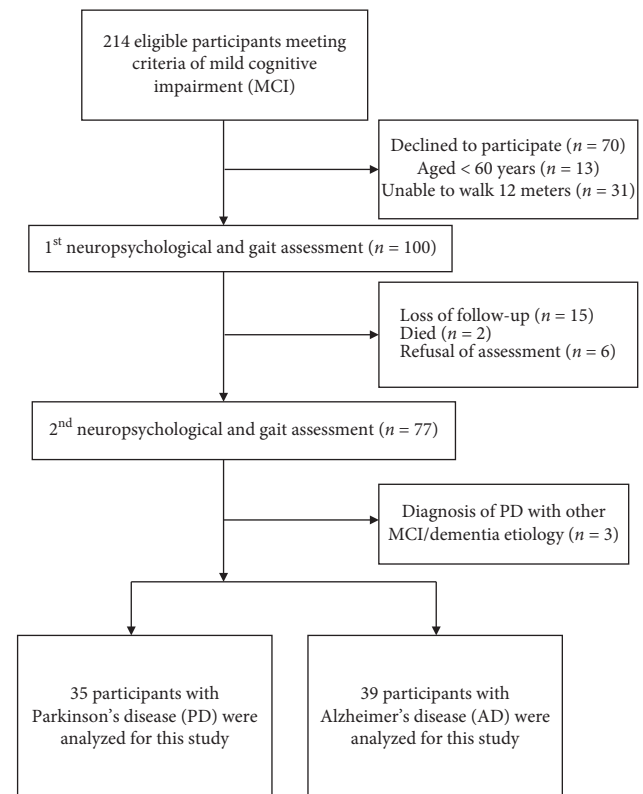 214 eligible participants meeting
criteria of mild cognitive
impairment (MCI)
Declined to participate (n = 70)
Aged < 60 years (n = 13)
Unable to walk 12 meters (n = 31)
1st neuropsychological and gait assessment (n = 100)
Loss of follow-up (n = 15)
Died (n = 2)
Refusal of assessment (n = 6)
2nd neuropsychological and gait assessment (n = 77)
Diagnosis of PD with other
MCI/dementia etiology (n = 3)
35 participants with
Parkinson's disease (PD) were
analyzed for this study
39 participants with
Alzheimer's disease (AD) were
analyzed for this study